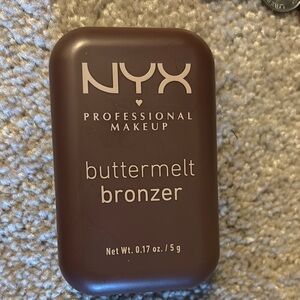 NYX
PROFESSIONAL
MAKEUP
buttermelt
bronzer
Net Wt. 0.17 oz. / 5 g